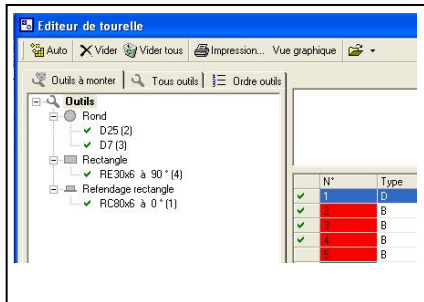 Editeur de tourelle
Auto Vider Vider tous Impression... Vue graphique
Outils à monter Tous outils Ordre outils
Outils
Rond
D25 (2)
D7 (3)
Rectangle
RE30x6 à 90 ° (4)
Refendage rectangle
RC80x6 à 0 ° (1)
N° Type
1 D
2 B
3 B
4 B
5 B